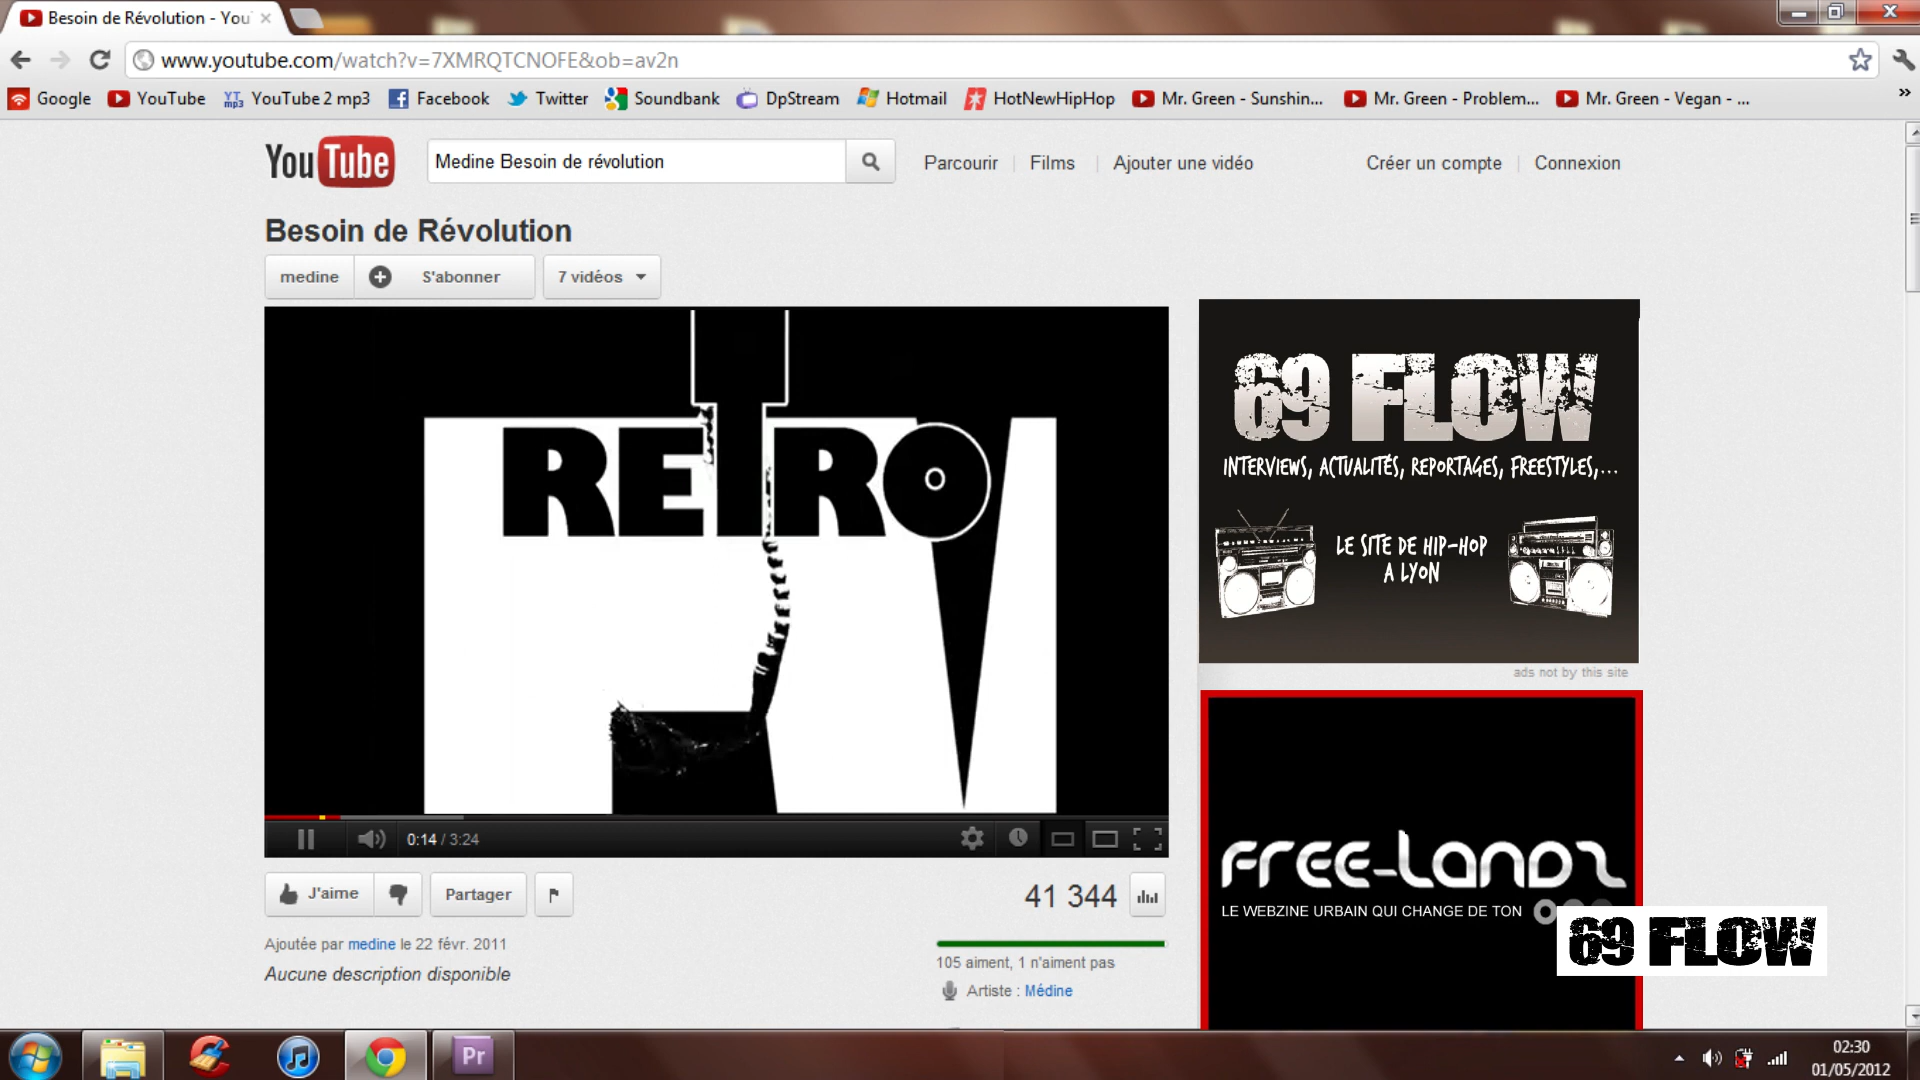 Besoin de Révolution - You
www.youtube.com/watch?v=7XMRQTCNOFE&ob=av2n
Google YouTube YouTube 2 mp3 Facebook Twitter Soundbank DpStream Hotmail HotNewHipHop Mr. Green - Sunshin... Mr. Green - Problem... Mr. Green - Vegan - ... »
YouTube Medine Besoin de révolution Parcourir Films Ajouter une vidéo Créer un compte Connexion
Besoin de Révolution
medine S'abonner 7 vidéos
RETRO
69 FLOW
INTERVIEWS, ACTUALITÉS, REPORTAGES, FREESTYLES,...
LE SITE DE HIP-HOP
A LYON
ads not by this site
FREE-LANDZ
LE WEBZINE URBAIN QUI CHANGE DE TON
69 FLOW
0:14 / 3:24
J'aime Partager 41 344
Ajoutée par medine le 22 févr. 2011
Aucune description disponible
105 aiment, 1 n'aiment pas
Artiste : Médine
Pr
02:30
01/05/2012